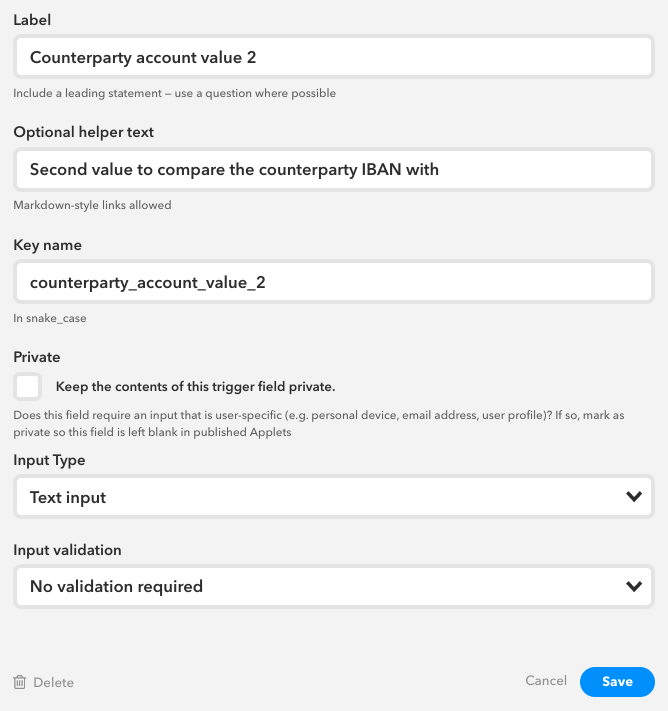 Label
Counterparty account value 2
Include a leading statement – use a question where possible
Optional helper text
Second value to compare the counterparty IBAN with
Markdown-style links allowed
Key name
counterparty_account_value_2
In snake_case
Private
Keep the contents of this trigger field private.
Does this field require an input that is user-specific (e.g. personal device, email address, user profile)? If so, mark as
private so this field is left blank in published Applets
Input Type
Text input
Input validation
No validation required
Delete
Cancel
Save